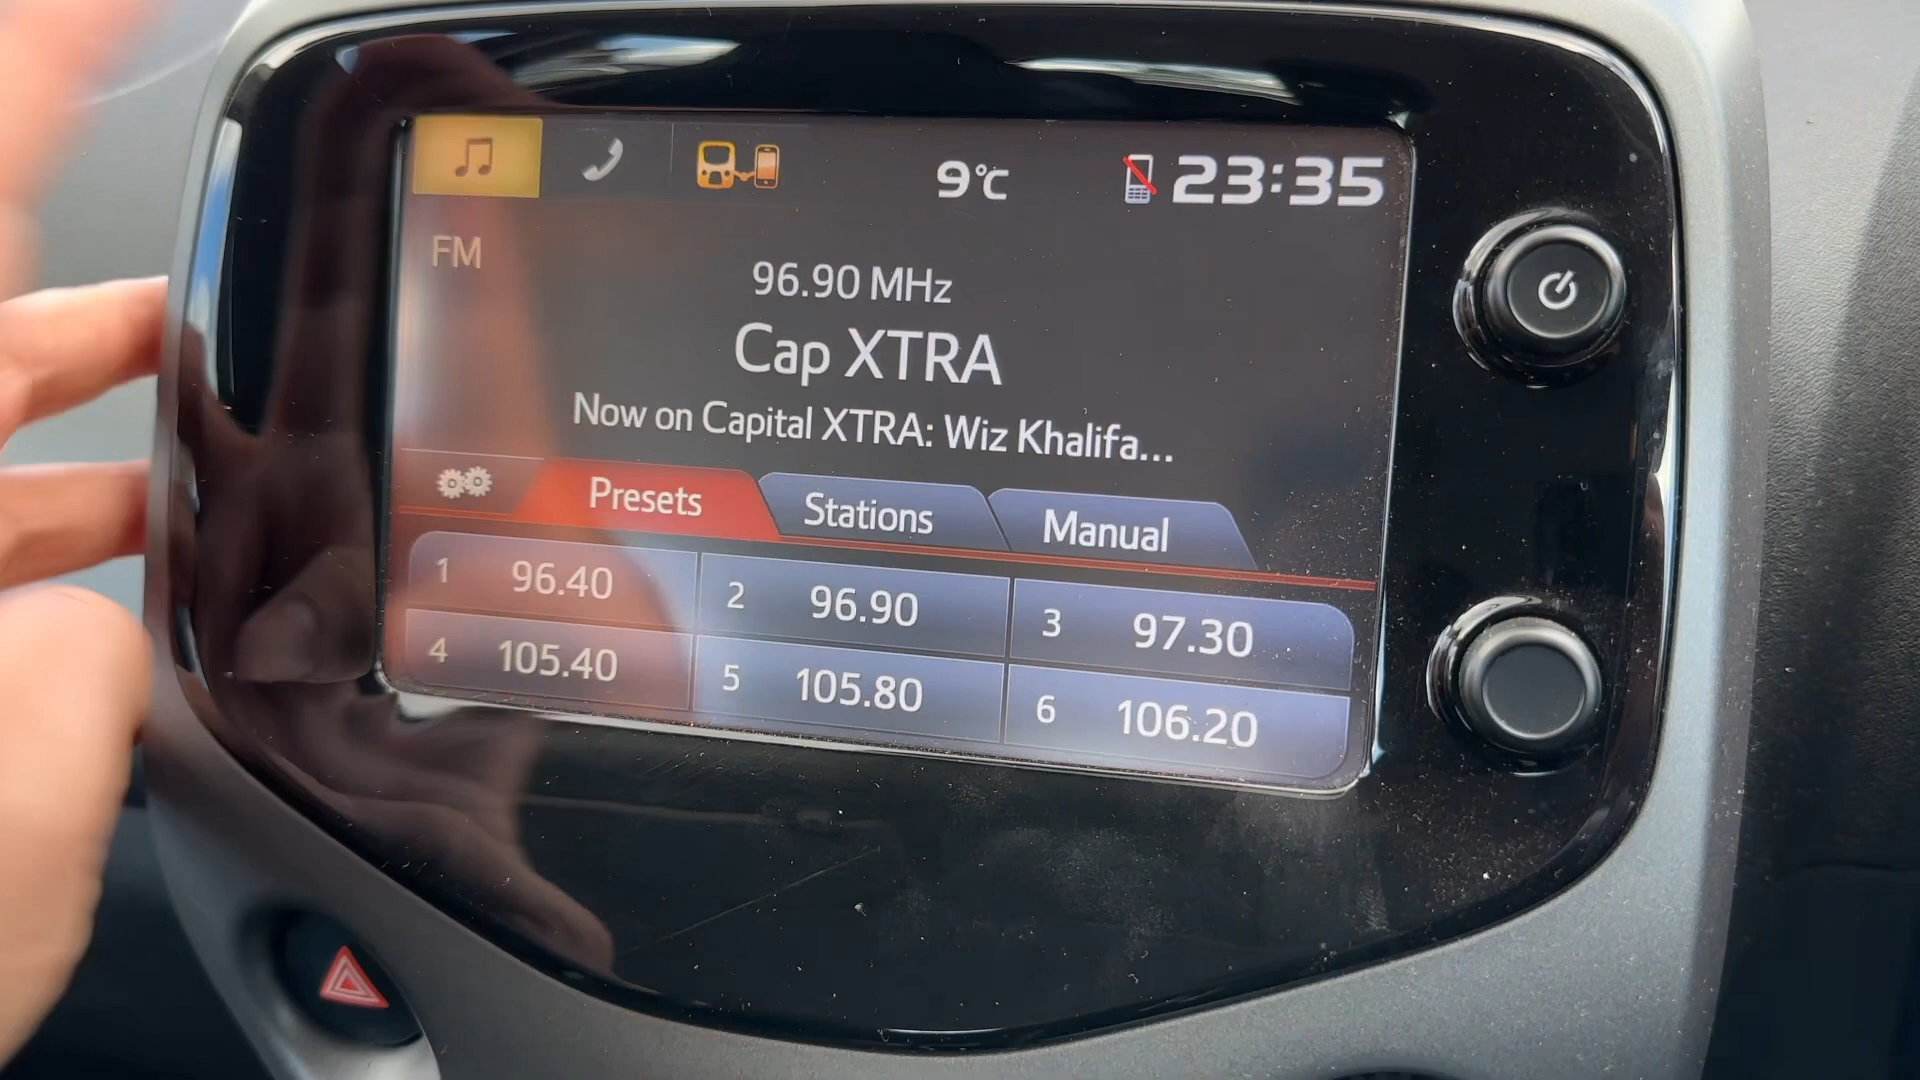 9°C
23:35
FM
96.90 MHz
Cap XTRA
Now on Capital XTRA: Wiz Khalifa...
Presets Stations Manual
1 96.40 2 96.90 3 97.30
4 105.40 5 105.80 6 106.20